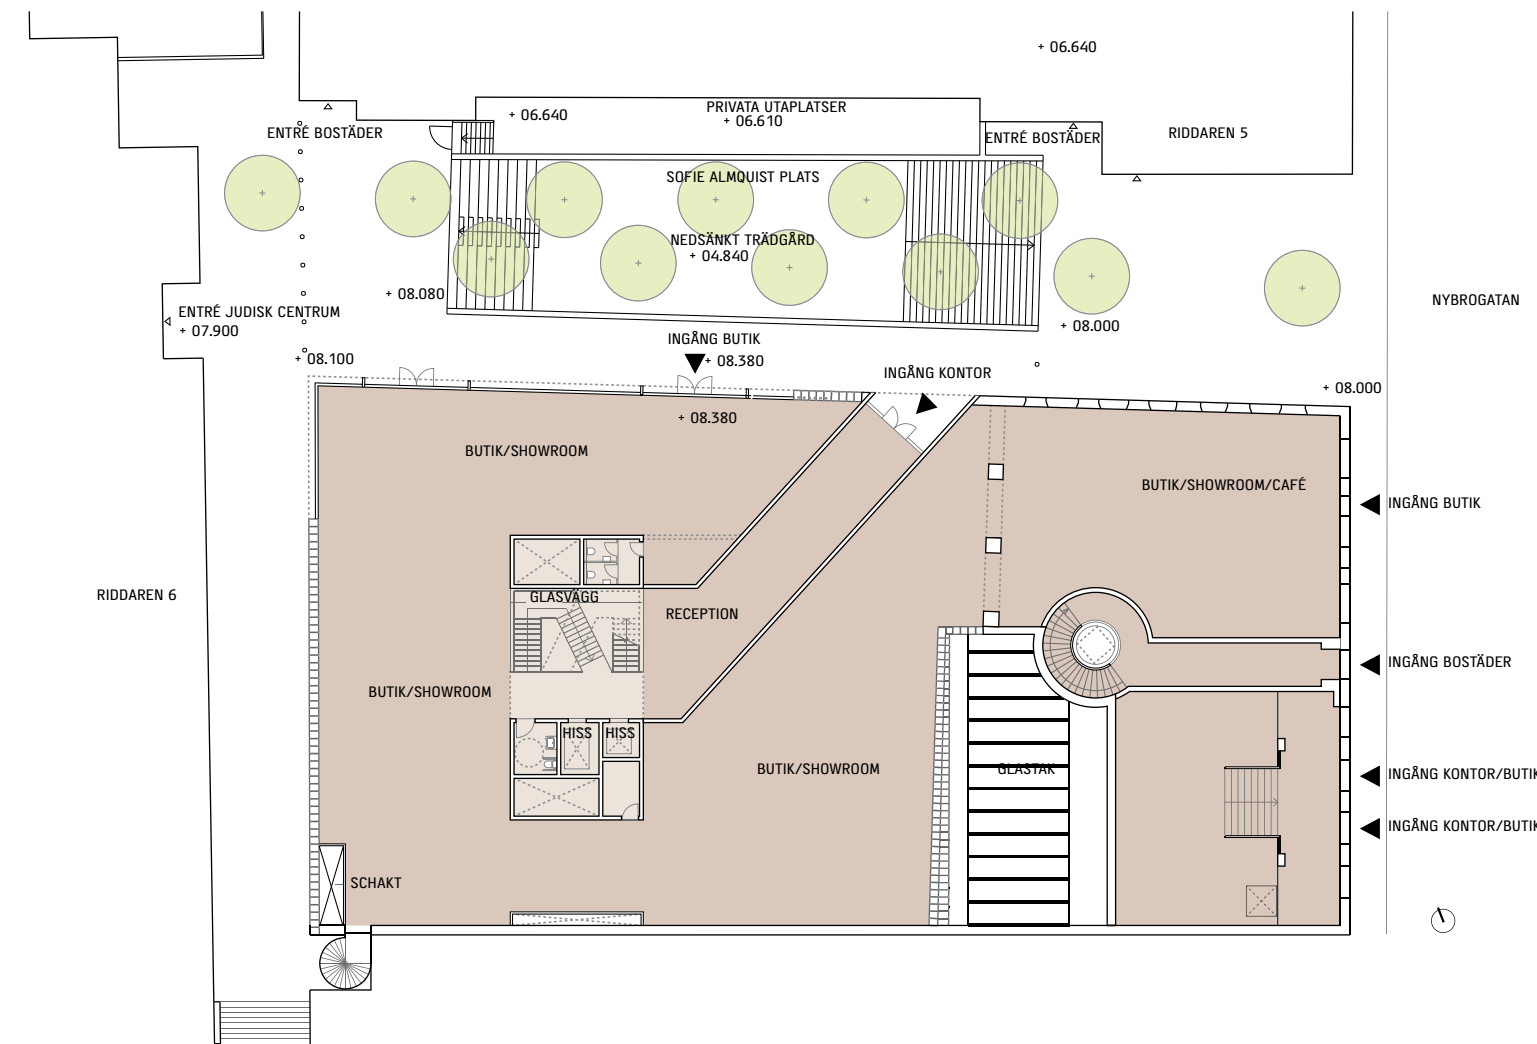 + 06.640
PRIVATA UTAPLATSER
+ 06.610
+ 06.640
ENTRÉ BOSTÄDER
ENTRÉ BOSTÄDER
RIDDAREN 5
SOFIE ALMQUIST PLATS
NEDSÄNKT TRÄDGÅRD
+ 04.840
+ 08.080
NYBROGATAN
ENTRÉ JUDISK CENTRUM
+ 07.900
+ 08.000
INGÅNG BUTIK
+ 08.380
+ 08.100
INGÅNG KONTOR
+ 08.000
+ 08.380
BUTIK/SHOWROOM
BUTIK/SHOWROOM/CAFÉ
INGÅNG BUTIK
RIDDAREN 6
GLASVÄGG
RECEPTION
INGÅNG BOSTÄDER
BUTIK/SHOWROOM
HISS
HISS
BUTIK/SHOWROOM
GLASTAK
INGÅNG KONTOR/BUTIK
INGÅNG KONTOR/BUTIK
SCHAKT